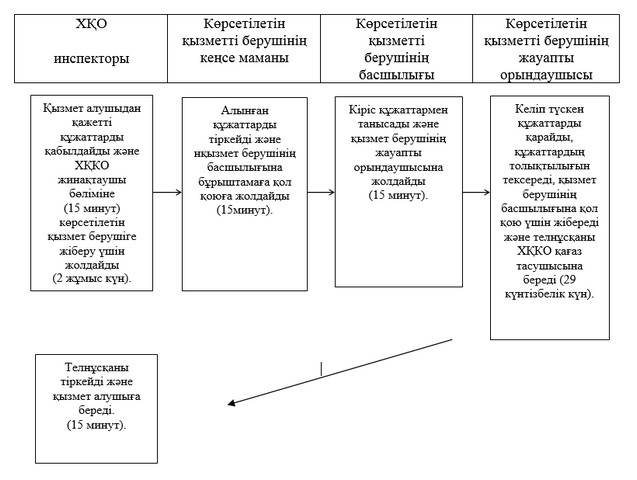 ХҚО
инспекторы
Көрсетілетін
қызметті берушінің
кеңсе маманы
Көрсетілетін
қызметті
берушінің
басшылығы
Көрсетілетін
қызметті берушінің
жауапты
орындаушысы
Қызмет алушыдан
қажетті
құжаттарды
қабылдайды және
ХҚКО
жинақтаушы
бөліміне
(15 минут)
көрсетілетін
қызмет берушіге
жіберу үшін
жолдайды
(2 жұмыс күн).
Алынған
құжаттарды
тіркейді және
нқызмет берушінің
басшылығына
бұрыштамаға қол
қоюға жолдайды
(15минут).
Кіріс құжаттармен
танысады және
қызмет берушінің
жауапты
орындаушысына
жолдайды
(15 минут).
Келіп түскен
құжаттарды
қарайды,
құжаттардың
толықтылығын
тексереді, қызмет
берушінің
басшылығына қол
қою үшін жібереді
және телнұсқаны
ХҚКО қағаз
тасушысына
береді (29
күнтізбелік күн).
Телнұсқаны
тіркейді және
қызмет алушыға
береді.
(15 минут).